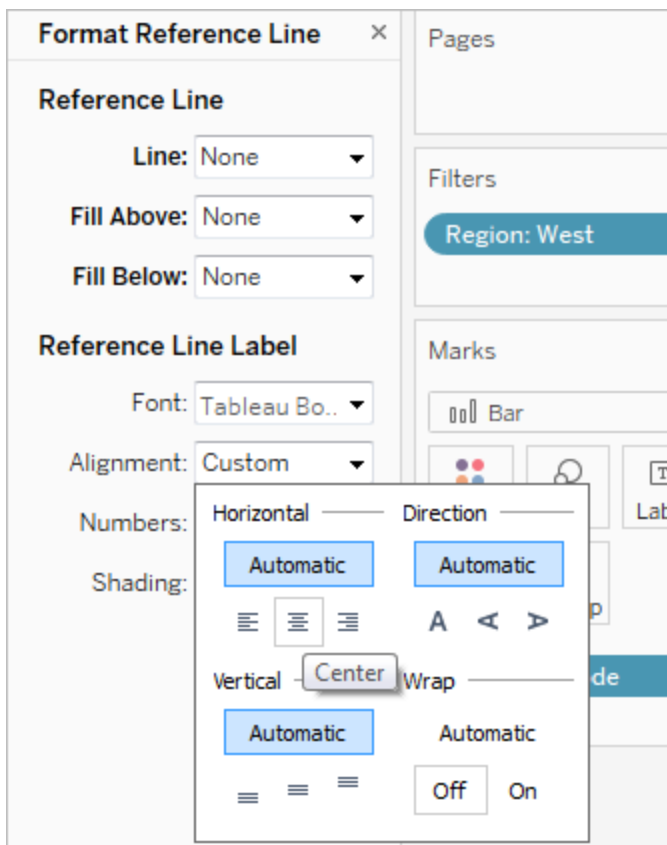 Format Reference Line ×
Reference Line
Line: None
Fill Above: None
Fill Below: None
Reference Line Label
Font: Tableau Bo..
Alignment: Custom
Numbers:
Shading:
Horizontal
Automatic
Center
Direction
Automatic
A A A
Vertical
Automatic
Wrap
Automatic
Off On
Pages
Filters
Region: West
Marks
Bar
T
Lab
p
de